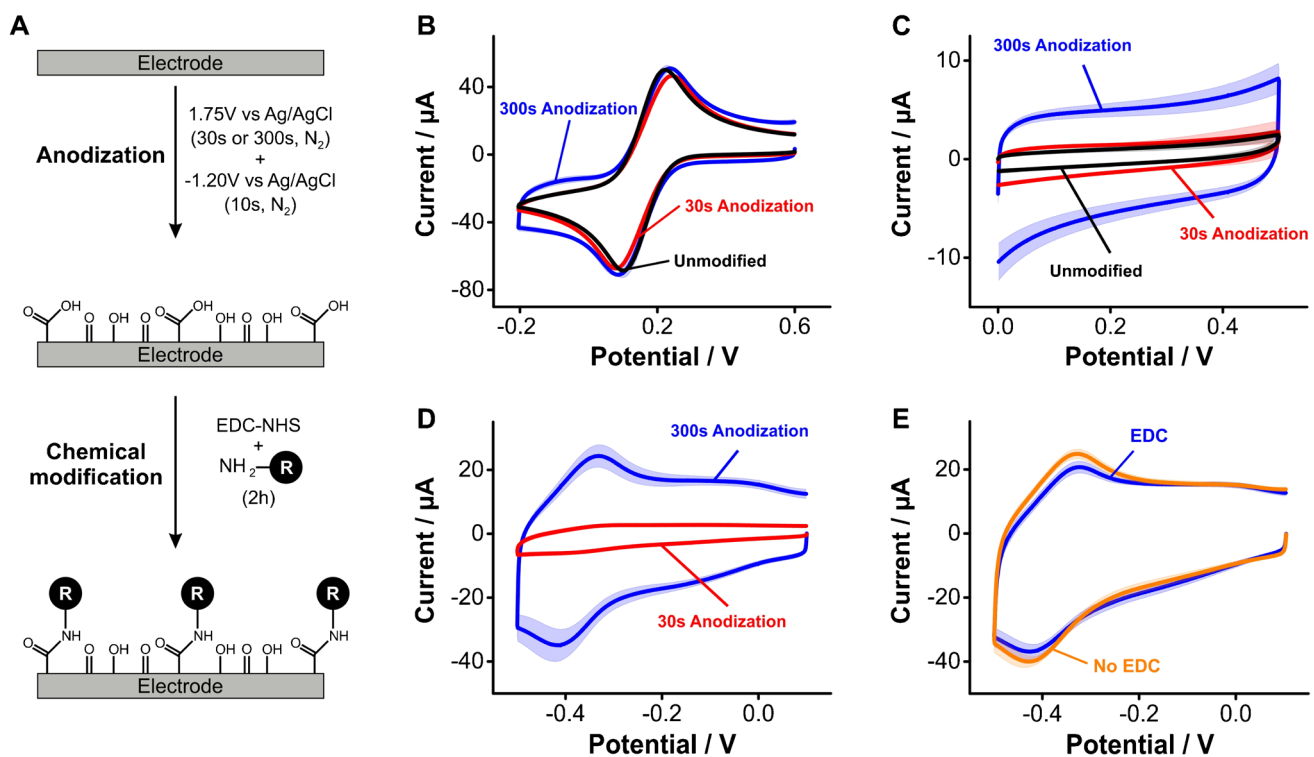 A
Electrode
Anodization
1.75V vs Ag/AgCl
(30s or 300s, N₂)
+
-1.20V vs Ag/AgCl
(10s, N₂)
O OH O OH O O OH OH O OH O OH
Electrode
Chemical
modification
EDC-NHS
+
NH₂ R
(2h)
R R R
O NH O OH O O NH OH O OH O NH
Electrode
B
Current / µA
40
0
-40
-80
300s Anodization
30s Anodization
Unmodified
-0.2 0.2 0.6
Potential / V
C
Current / µA
10
0
-10
300s Anodization
30s Anodization
Unmodified
0.0 0.2 0.4
Potential / V
D
Current / µA
20
0
-20
-40
300s Anodization
30s Anodization
-0.4 -0.2 0.0
Potential / V
E
Current / µA
20
0
-20
-40
EDC
No EDC
-0.4 -0.2 0.0
Potential / V